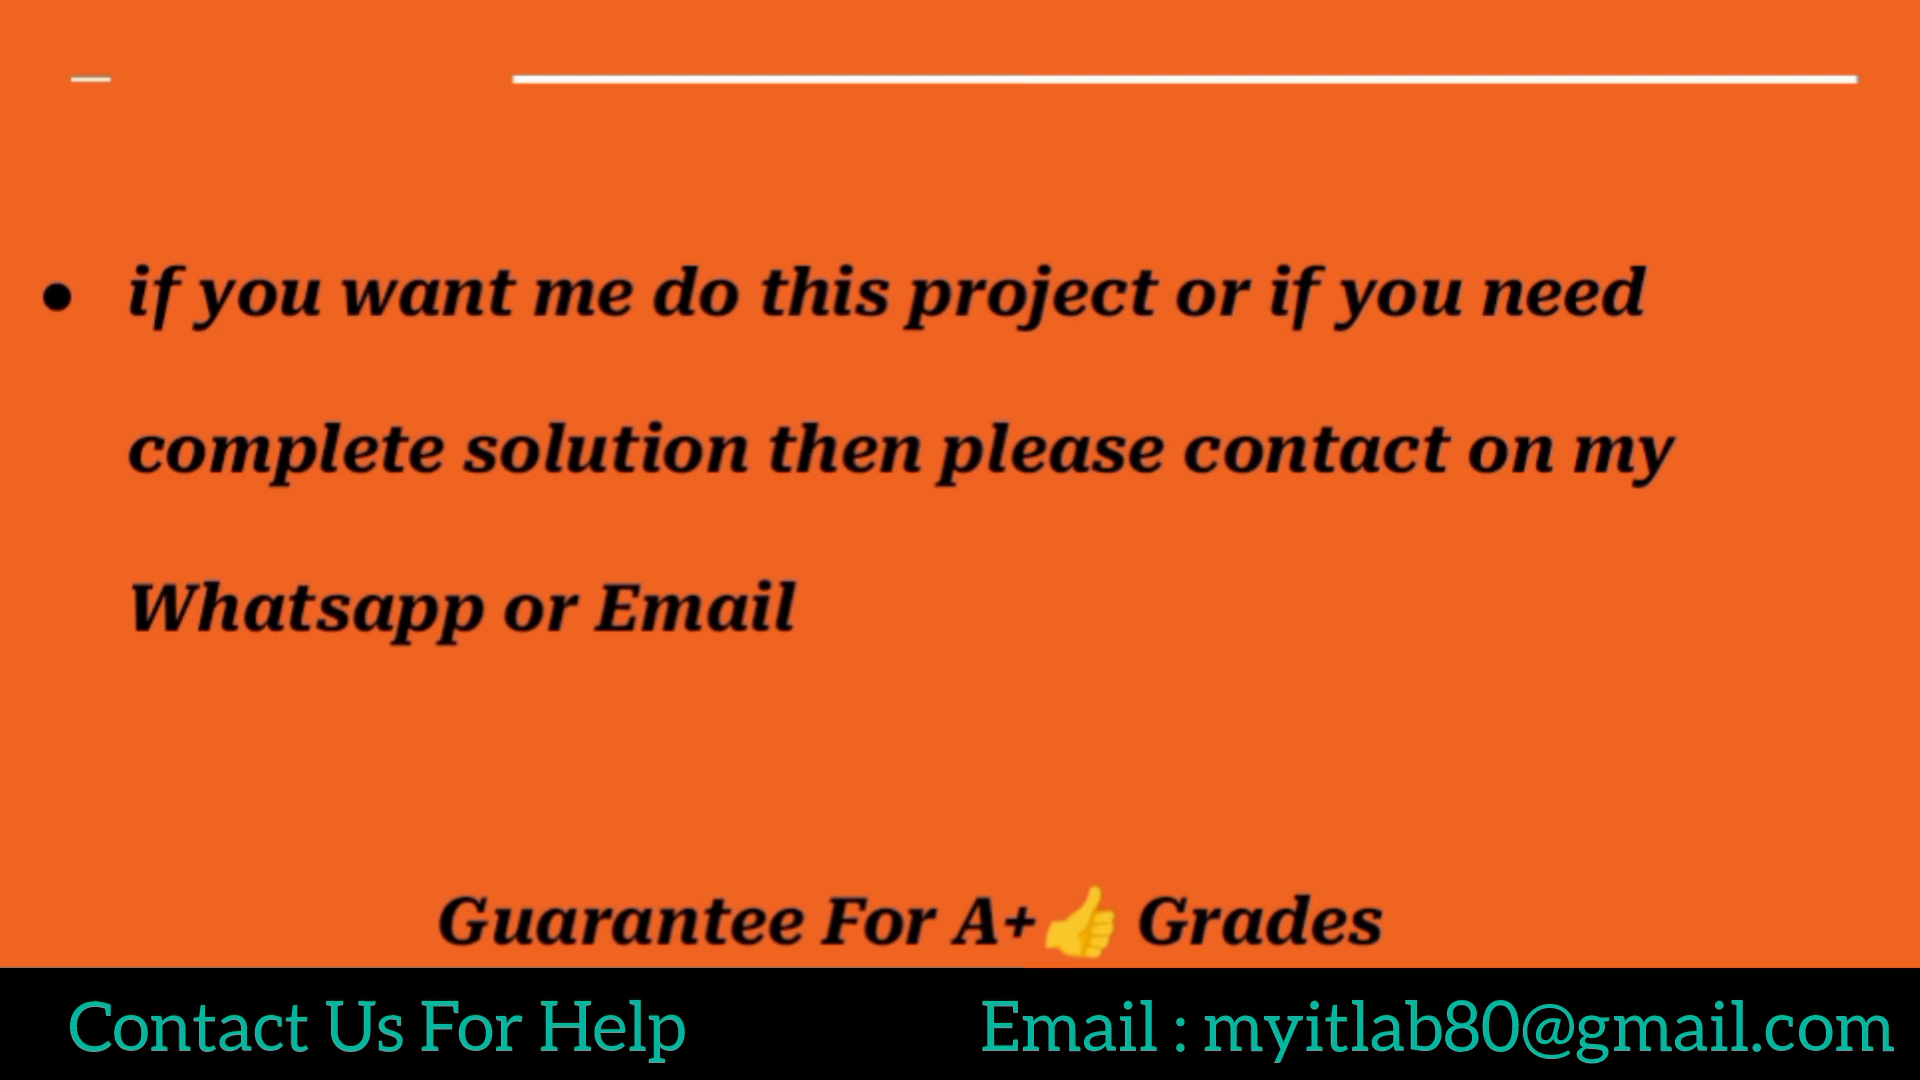 ● if you want me do this project or if you need
complete solution then please contact on my
Whatsapp or Email
Guarantee For A+👍 Grades
Contact Us For Help
Email : myitlab80@gmail.com